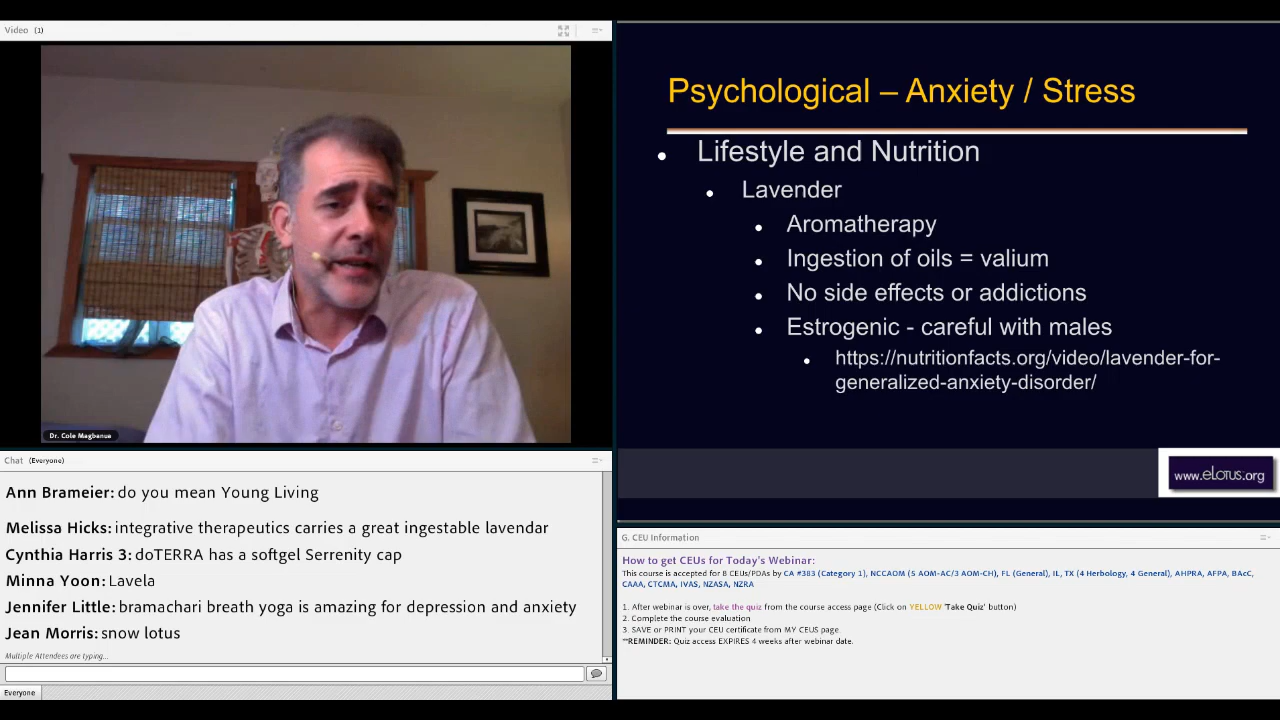 Video (1)
Dr. Cole Magbanua
Chat (Everyone)
Ann Brameier: do you mean Young Living
Melissa Hicks: integrative therapeutics carries a great ingestable lavendar
Cynthia Harris 3: doTERRA has a softgel Serrenity cap
Minna Yoon: Lavela
Jennifer Little: bramachari breath yoga is amazing for depression and anxiety
Jean Morris: snow lotus
Multiple Attendees are typing...
Everyone
Psychological – Anxiety / Stress
Lifestyle and Nutrition
Lavender
Aromatherapy
Ingestion of oils = valium
No side effects or addictions
Estrogenic - careful with males
https://nutritionfacts.org/video/lavender-for-
generalized-anxiety-disorder/
www.eLotus.org
G. CEU Information
How to get CEUs for Today's Webinar:
This course is accepted for 8 CEUs/PDAs by CA #383 (Category 1), NCCAOM (5 AOM-AC/3 AOM-CH), FL (General), IL, TX (4 Herbology, 4 General), AHPRA, AFPA, BAcC,
CAAA, CTCMA, IVAS, NZASA, NZRA
1. After webinar is over, take the quiz from the course access page (Click on YELLOW 'Take Quiz' button)
2. Complete the course evaluation
3. SAVE or PRINT your CEU certificate from MY CEUS page.
**REMINDER: Quiz access EXPIRES 4 weeks after webinar date.